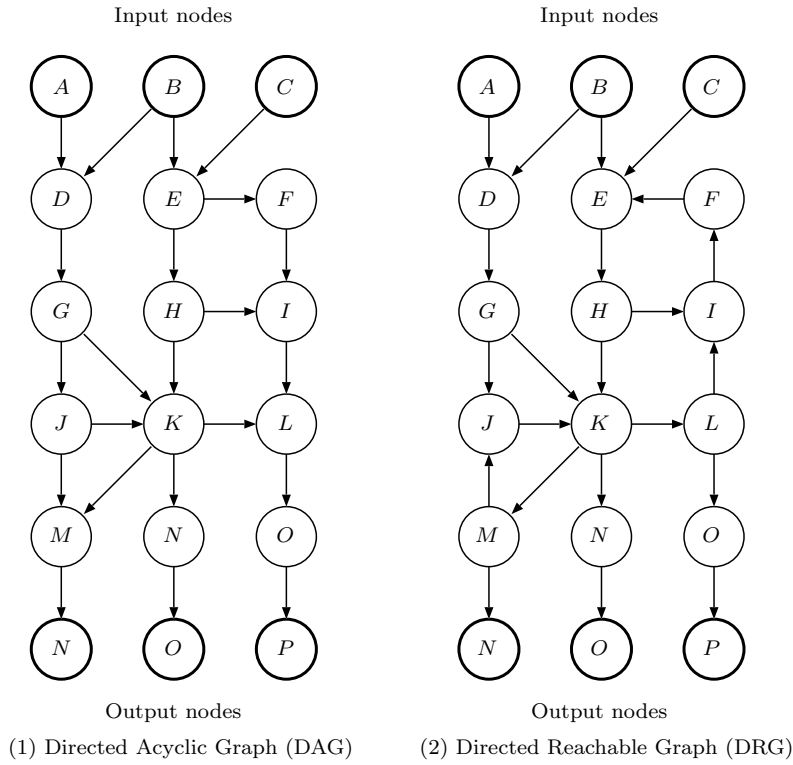 Input nodes Input nodes
A B C A B C
D E F D E F
G H I G H I
J K L J K L
M N O M N O
N O P N O P
Output nodes Output nodes
(1) Directed Acyclic Graph (DAG) (2) Directed Reachable Graph (DRG)